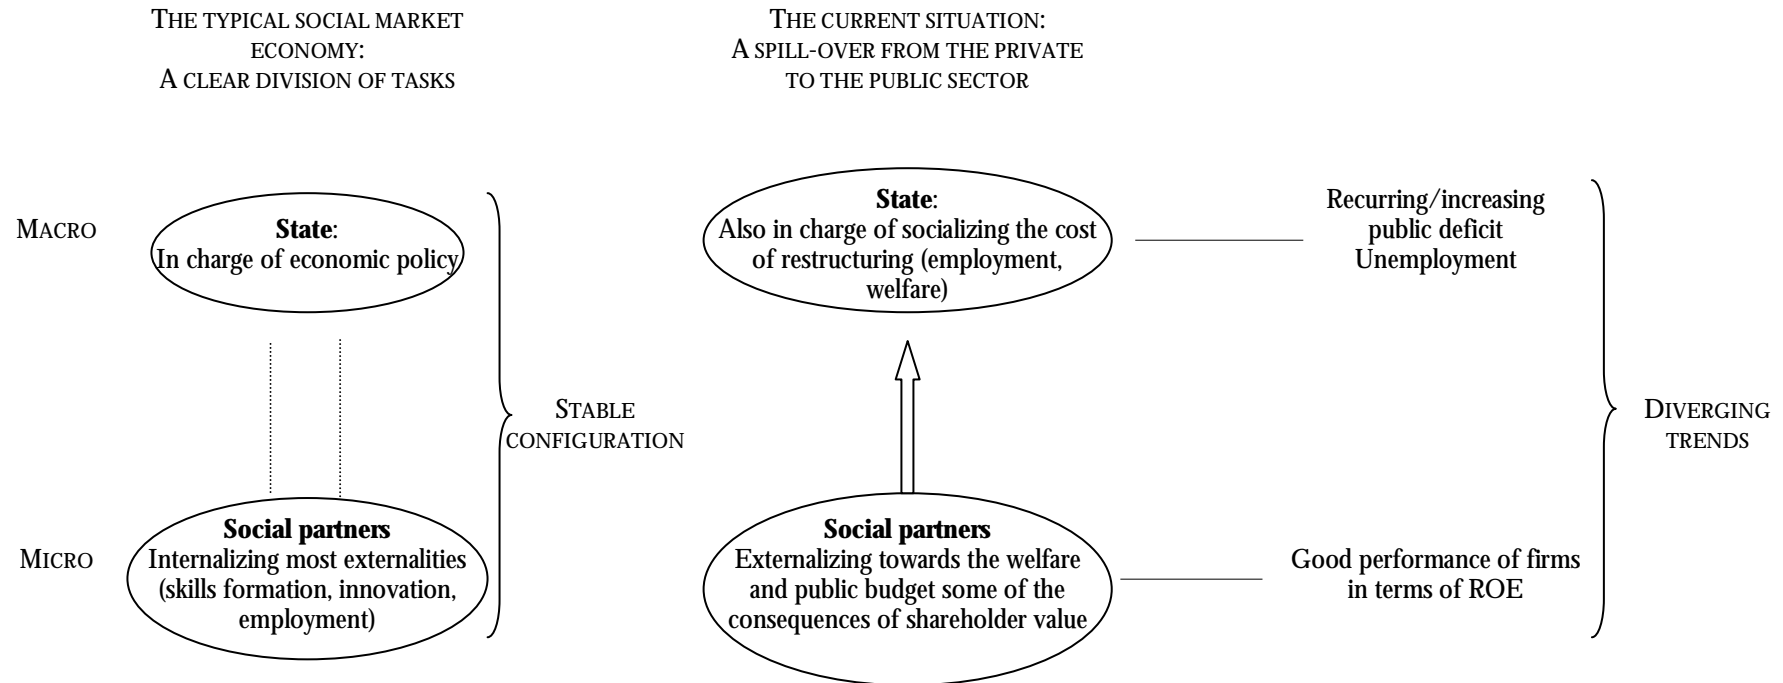 THE TYPICAL SOCIAL MARKET
ECONOMY:
A CLEAR DIVISION OF TASKS
THE CURRENT SITUATION:
A SPILL-OVER FROM THE PRIVATE
TO THE PUBLIC SECTOR
MACRO
State:
In charge of economic policy
State:
Also in charge of socializing the cost
of restructuring (employment,
welfare)
Recurring/increasing
public deficit
Unemployment
STABLE
CONFIGURATION
DIVERGING
TRENDS
MICRO
Social partners
Internalizing most externalities
(skills formation, innovation,
employment)
Social partners
Externalizing towards the welfare
and public budget some of the
consequences of shareholder value
Good performance of firms
in terms of ROE